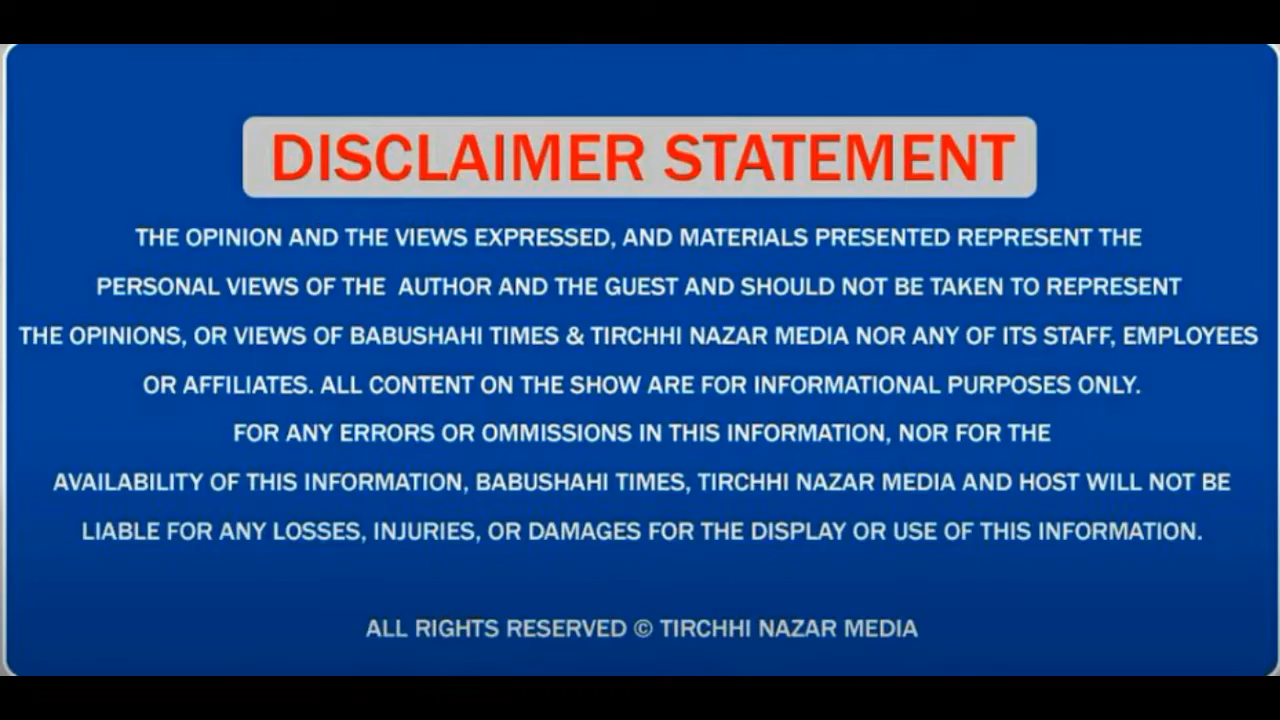 DISCLAIMER STATEMENT
THE OPINION AND THE VIEWS EXPRESSED, AND MATERIALS PRESENTED REPRESENT THE
PERSONAL VIEWS OF THE AUTHOR AND THE GUEST AND SHOULD NOT BE TAKEN TO REPRESENT
THE OPINIONS, OR VIEWS OF BABUSHAHI TIMES & TIRCHHI NAZAR MEDIA NOR ANY OF ITS STAFF, EMPLOYEES
OR AFFILIATES. ALL CONTENT ON THE SHOW ARE FOR INFORMATIONAL PURPOSES ONLY.
FOR ANY ERRORS OR OMMISSIONS IN THIS INFORMATION, NOR FOR THE
AVAILABILITY OF THIS INFORMATION, BABUSHAHI TIMES, TIRCHHI NAZAR MEDIA AND HOST WILL NOT BE
LIABLE FOR ANY LOSSES, INJURIES, OR DAMAGES FOR THE DISPLAY OR USE OF THIS INFORMATION.
ALL RIGHTS RESERVED © TIRCHHI NAZAR MEDIA